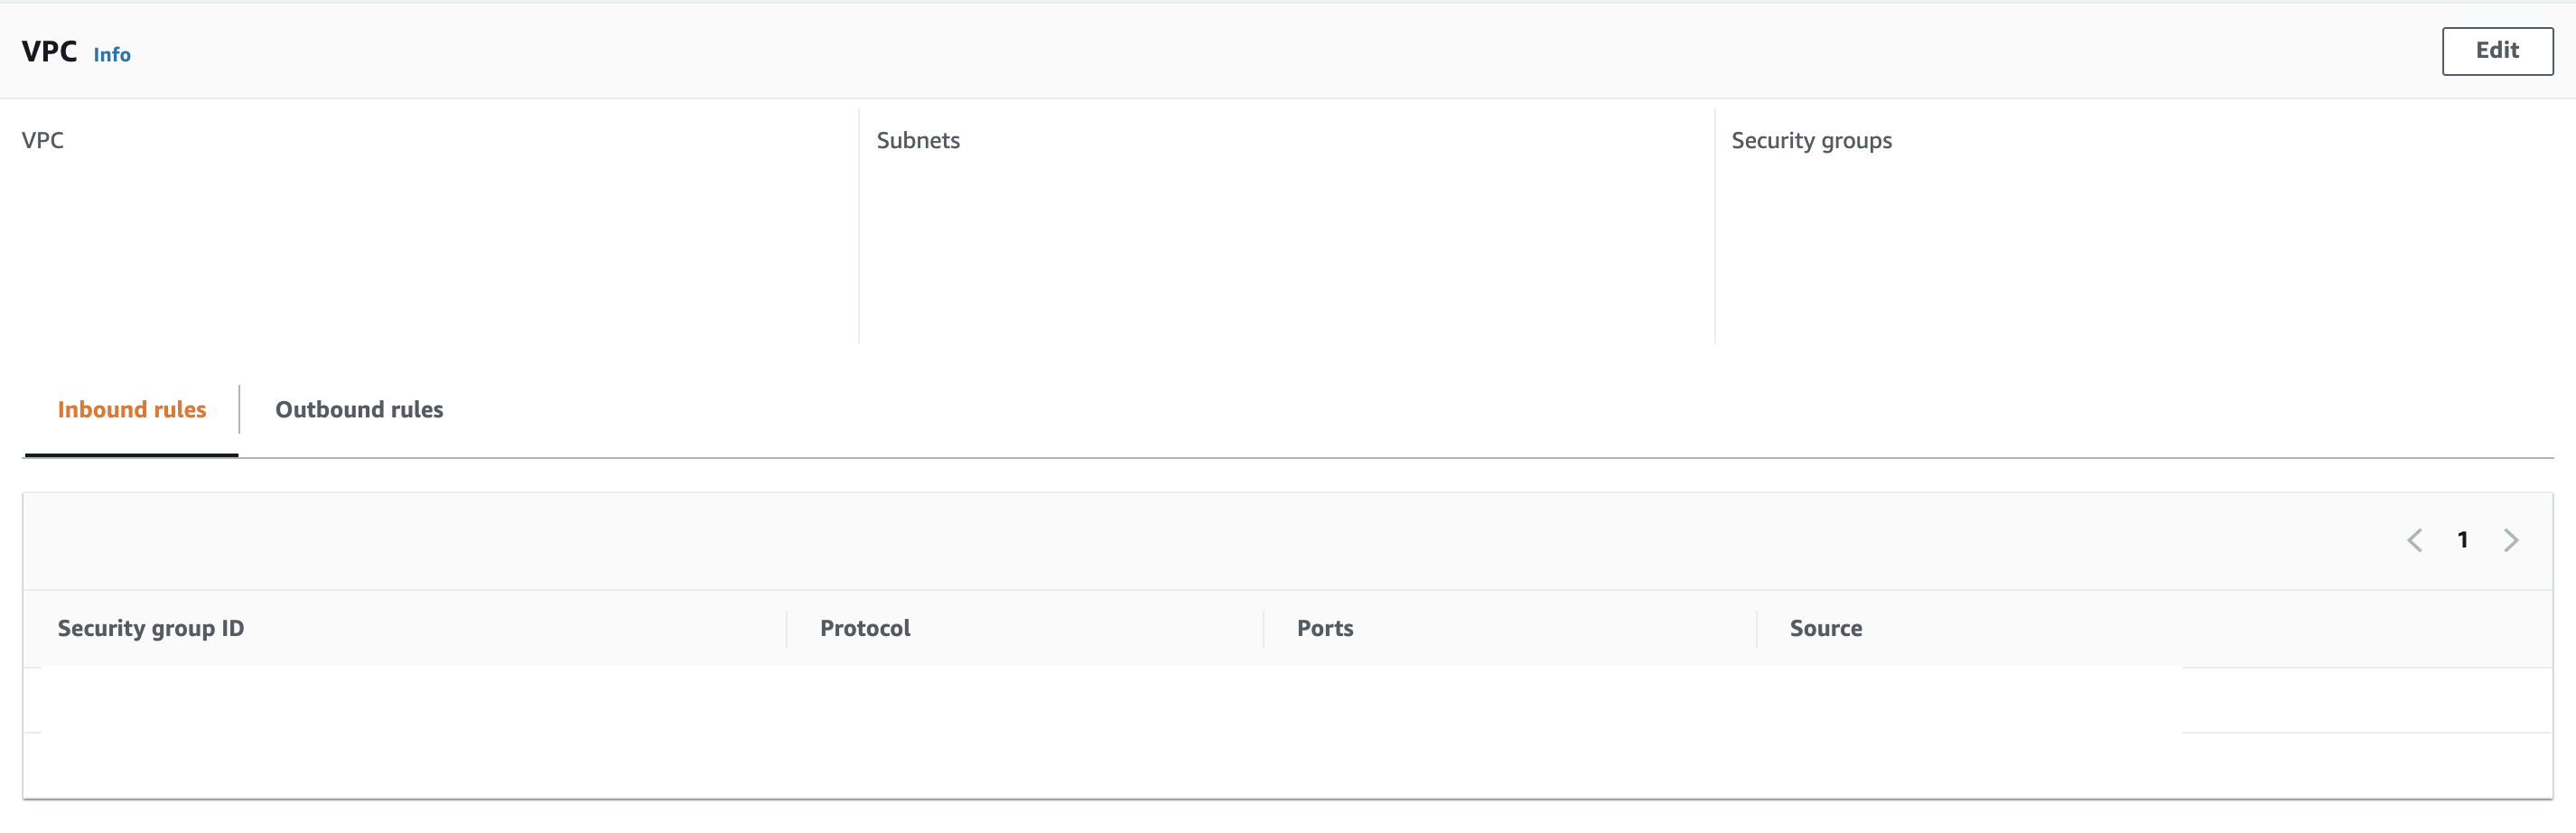 VPC Info
Edit
VPC
Subnets
Security groups
Inbound rules
Outbound rules
1
Security group ID
Protocol
Ports
Source